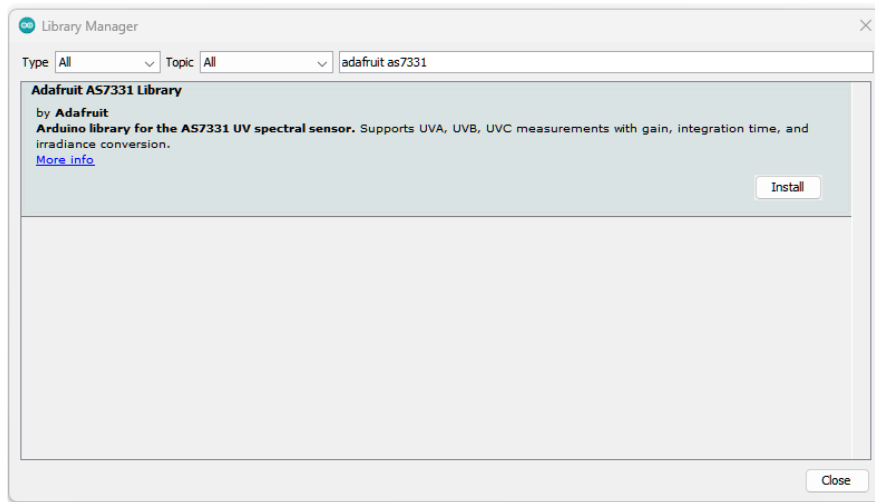 Library Manager
Type All Topic All adafruit as7331
Adafruit AS7331 Library
by Adafruit
Arduino library for the AS7331 UV spectral sensor. Supports UVA, UVB, UVC measurements with gain, integration time, and
irradiance conversion.
More info
Install
Close